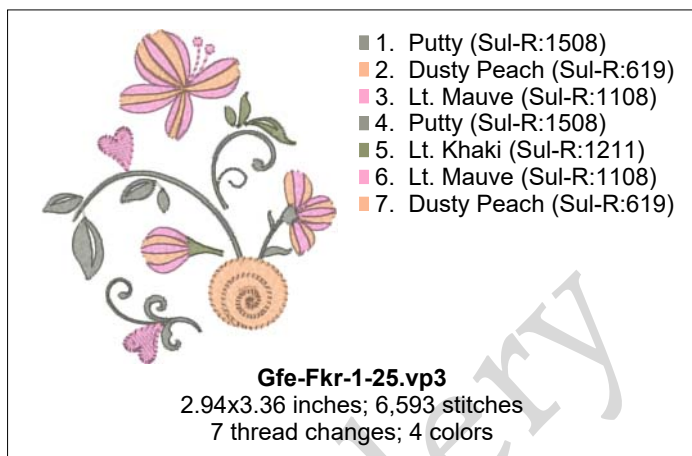 1. Putty (Sul-R:1508)
2. Dusty Peach (Sul-R:619)
3. Lt. Mauve (Sul-R:1108)
4. Putty (Sul-R:1508)
5. Lt. Khaki (Sul-R:1211)
6. Lt. Mauve (Sul-R:1108)
7. Dusty Peach (Sul-R:619)
Gfe-Fkr-1-25.vp3
2.94x3.36 inches; 6,593 stitches
7 thread changes; 4 colors